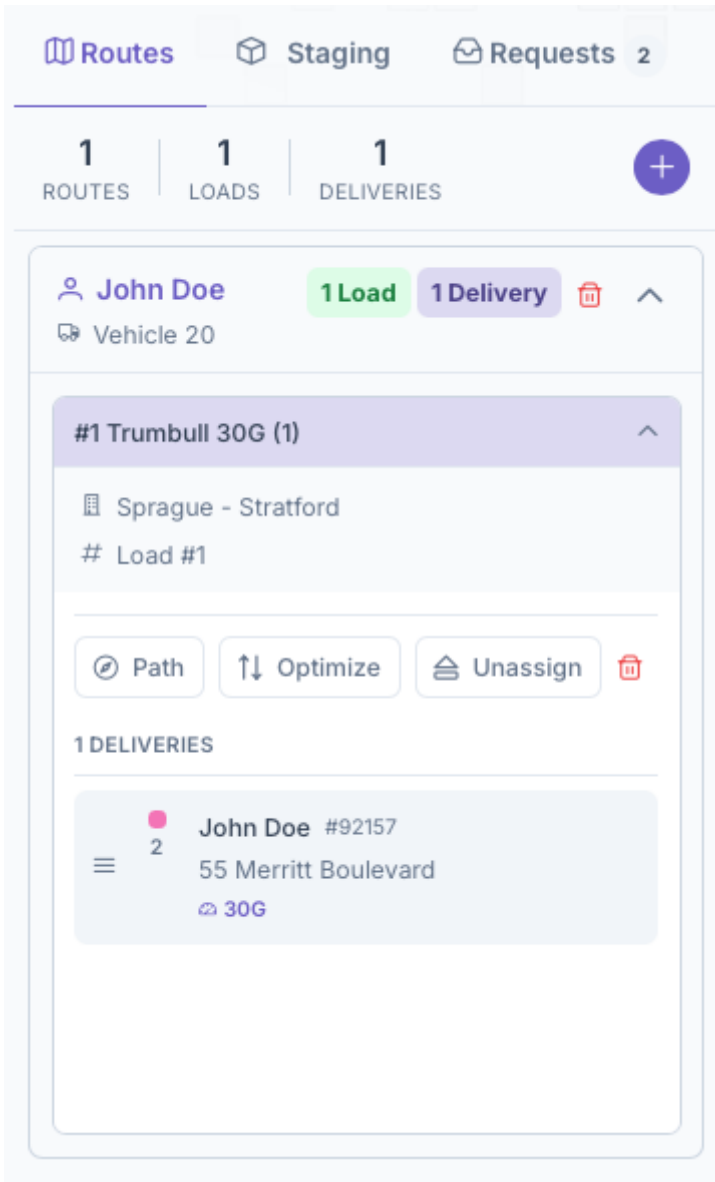 Routes Staging Requests 2
1 1 1
ROUTES LOADS DELIVERIES
John Doe 1 Load 1 Delivery
Vehicle 20
#1 Trumbull 30G (1)
Sprague - Stratford
# Load #1
Path Optimize Unassign
1 DELIVERIES
John Doe #92157
2
55 Merritt Boulevard
30G